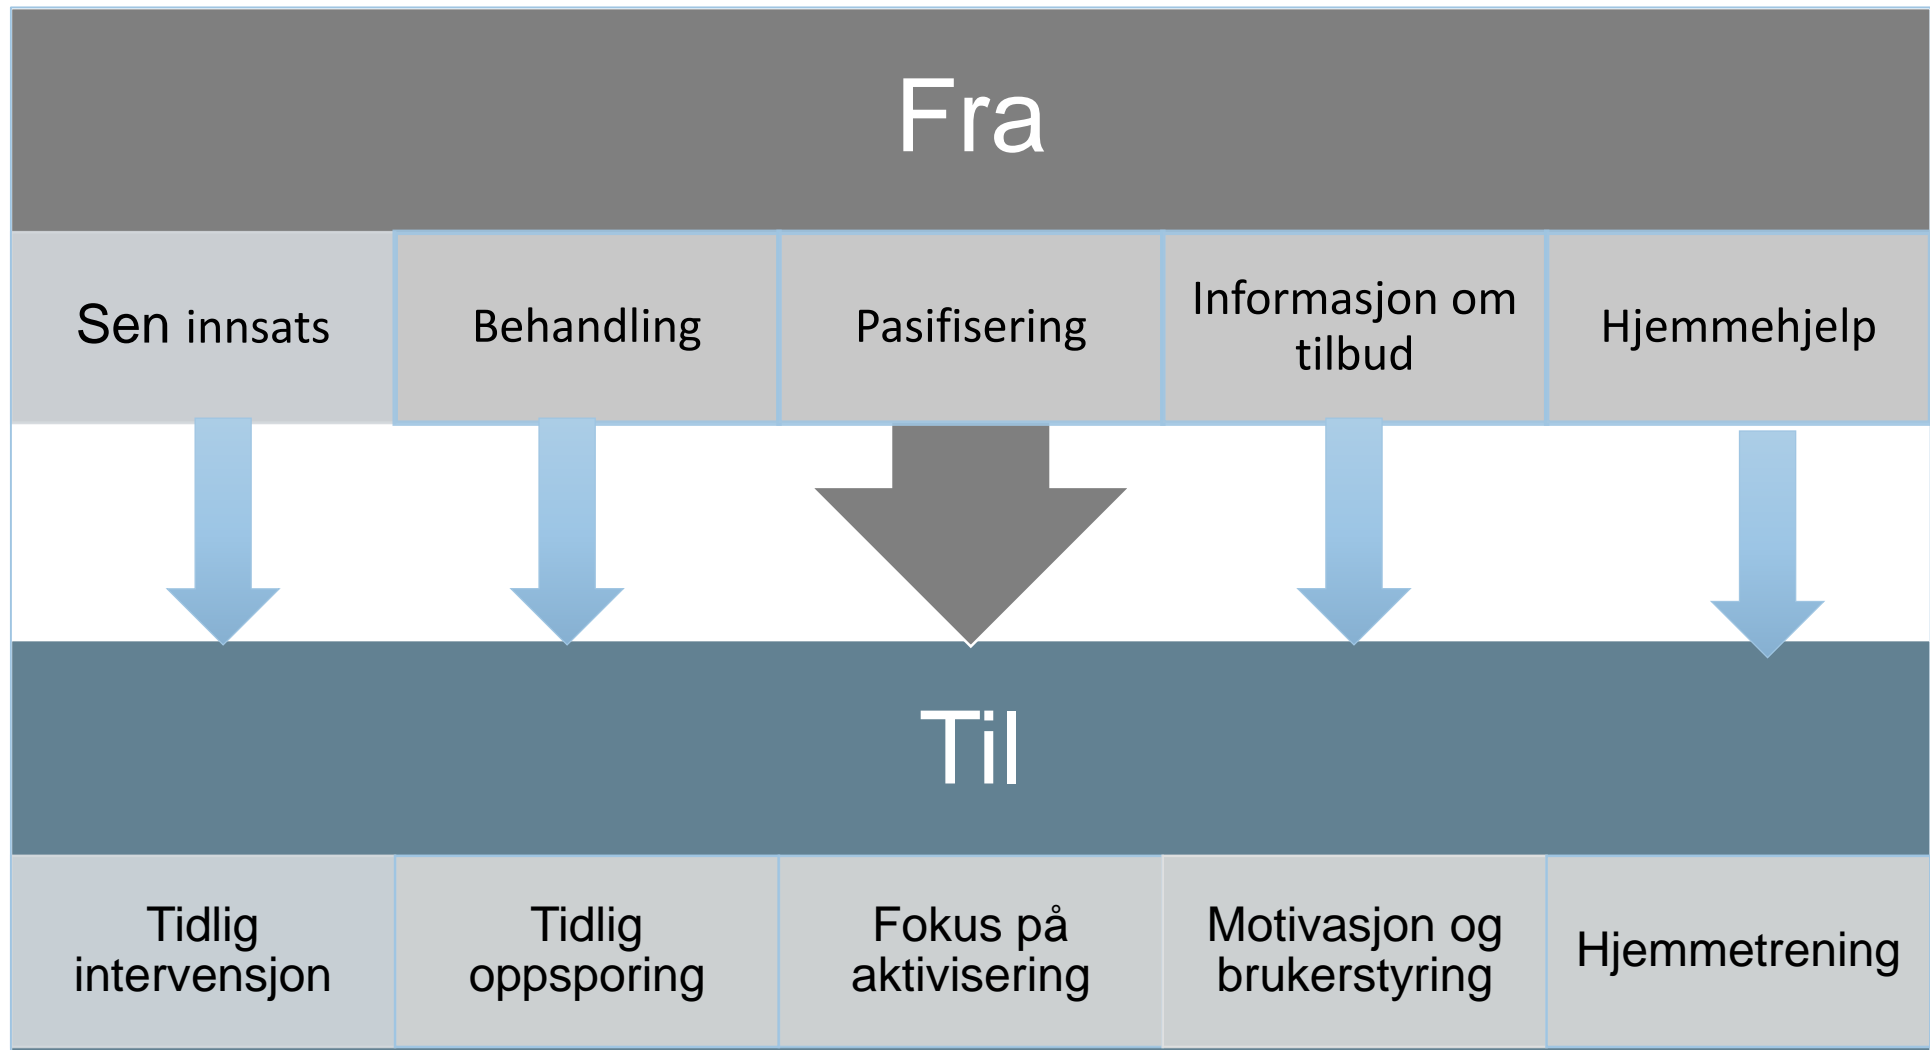 Fra
Sen innsats
Behandling
Pasifisering
Informasjon om
tilbud
Hjemmehjelp
Til
Tidlig
intervensjon
Tidlig
oppsporing
Fokus på
aktivisering
Motivasjon og
brukerstyring
Hjemmetrening